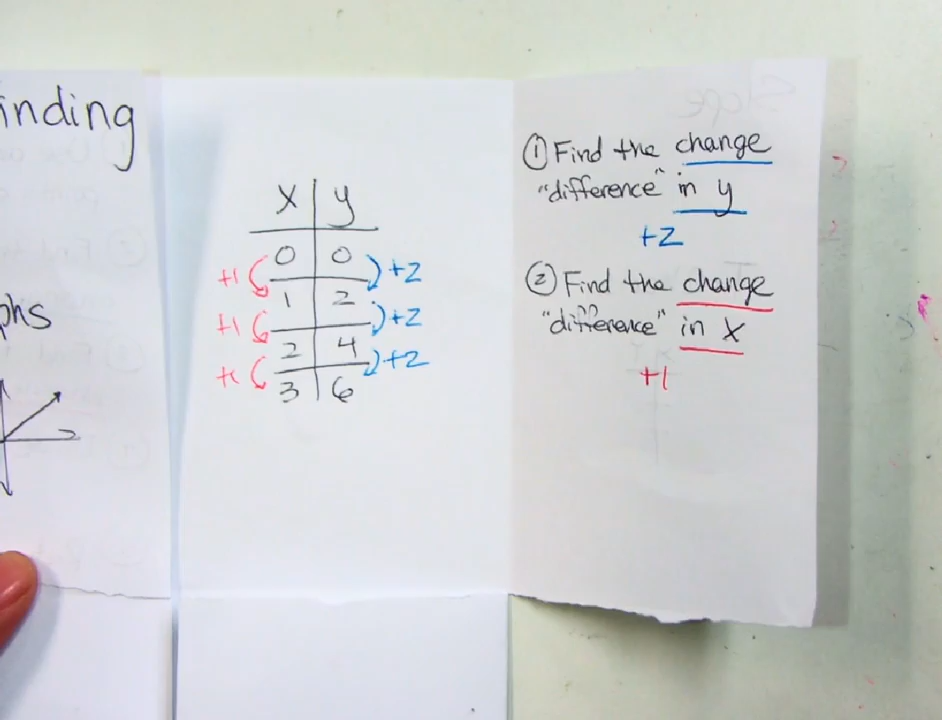 inding
phs
x y
0 0
+1 +2
1 2
+1 +2
2 4
+1 +2
3 6
① Find the change
"difference" in y
+2
② Find the change
"difference" in x
+1